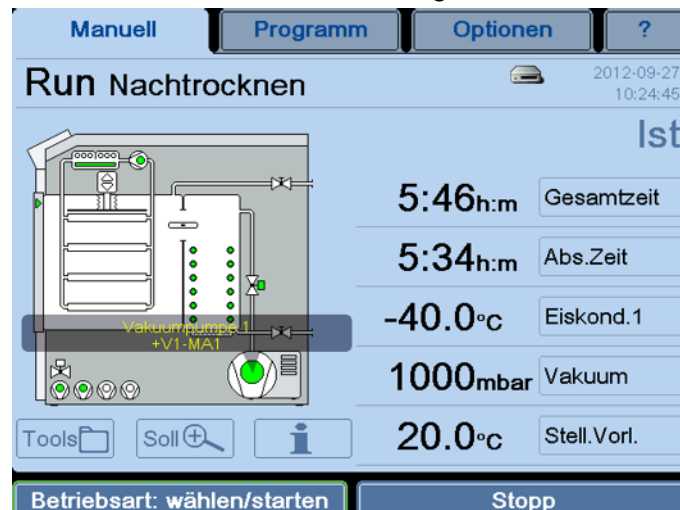 Manuell Programm Optionen ?
Run Nachtrocknen
2012-09-27
10:24:45
Ist
5:46h:m Gesamtzeit
5:34h:m Abs.Zeit
-40.0°C Eiskond.1
Vakuumpumpe 1
+V1-MA1
1000mbar Vakuum
20.0°C Stell.Vorl.
Tools Soll i
Betriebsart: wählen/starten Stopp